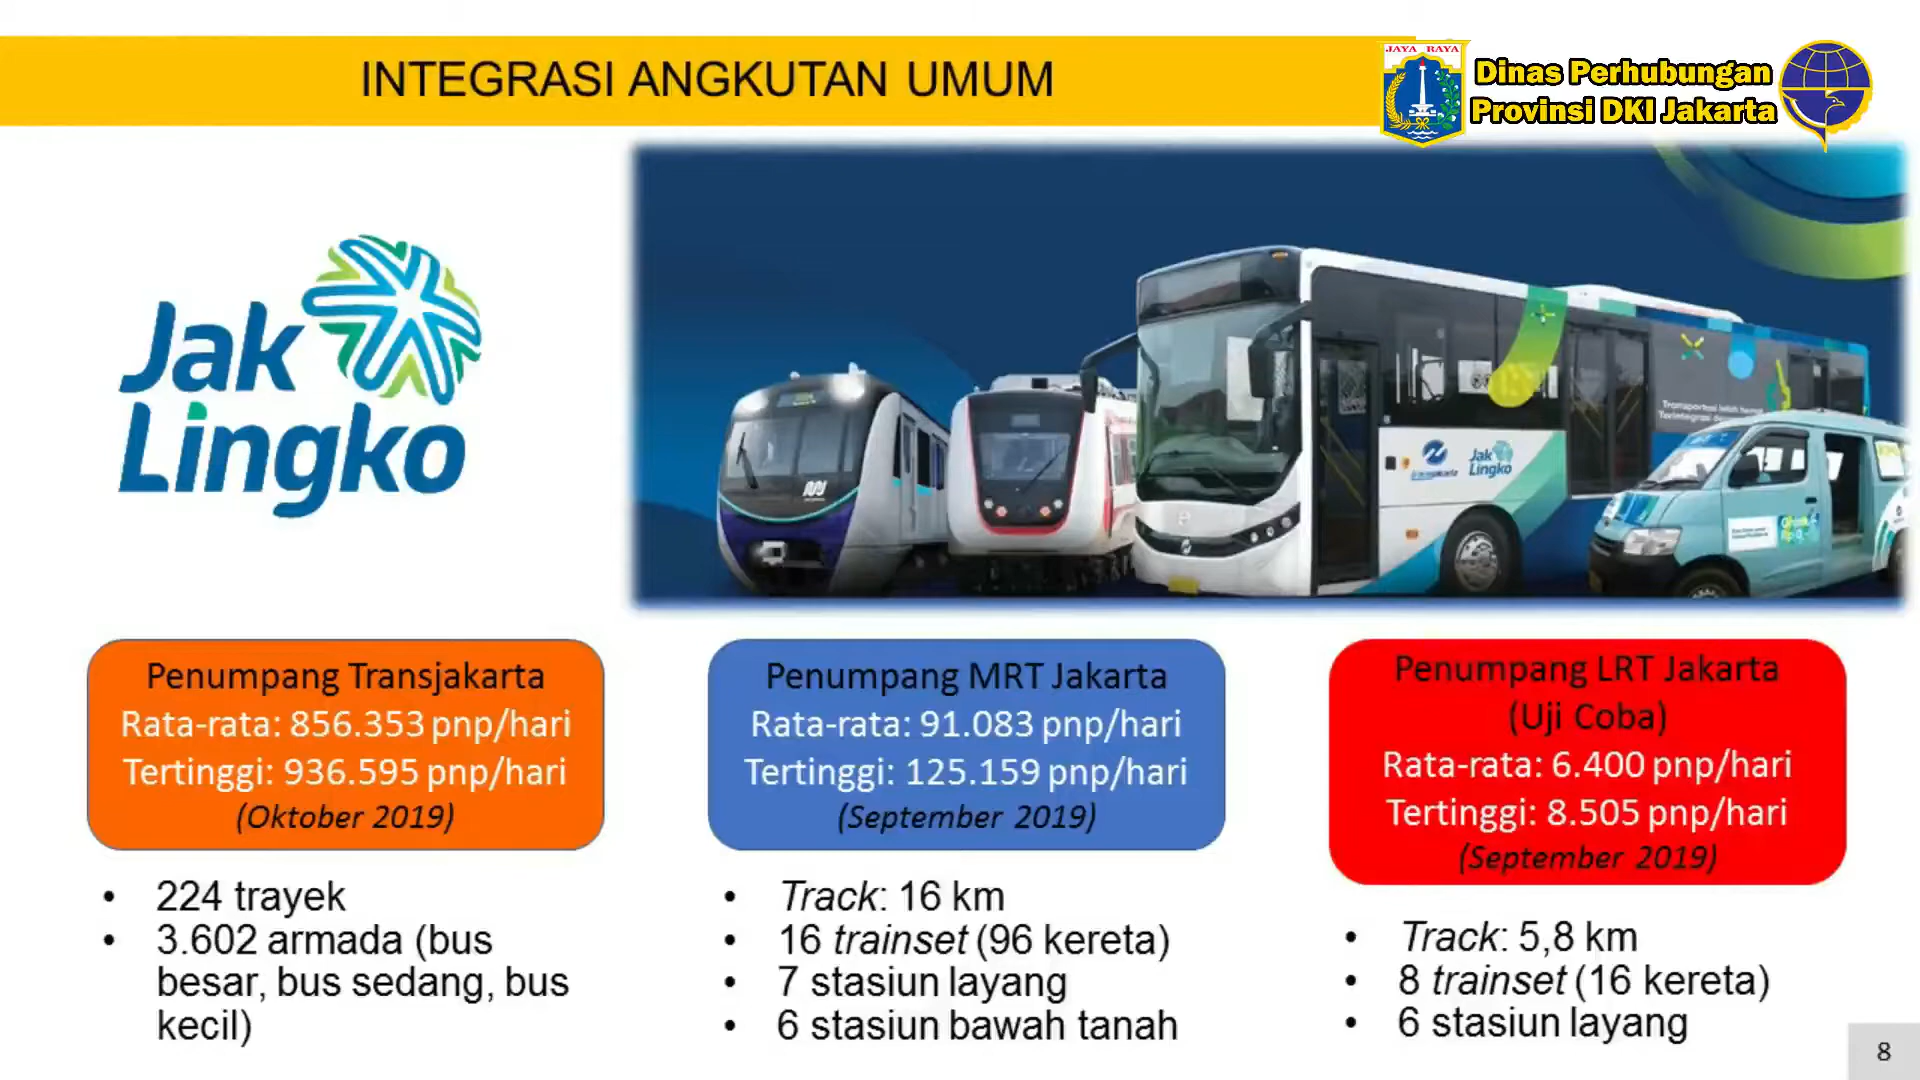 INTEGRASI ANGKUTAN UMUM
JAYA RAYA
Dinas Perhubungan
Provinsi DKI Jakarta
Jak
Lingko
transjakarta
Jak
Lingko
Penumpang Transjakarta
Rata-rata: 856.353 pnp/hari
Tertinggi: 936.595 pnp/hari
(Oktober 2019)
• 224 trayek
• 3.602 armada (bus
besar, bus sedang, bus
kecil)
Penumpang MRT Jakarta
Rata-rata: 91.083 pnp/hari
Tertinggi: 125.159 pnp/hari
(September 2019)
• Track: 16 km
• 16 trainset (96 kereta)
• 7 stasiun layang
• 6 stasiun bawah tanah
Penumpang LRT Jakarta
(Uji Coba)
Rata-rata: 6.400 pnp/hari
Tertinggi: 8.505 pnp/hari
(September 2019)
• Track: 5,8 km
• 8 trainset (16 kereta)
• 6 stasiun layang
8